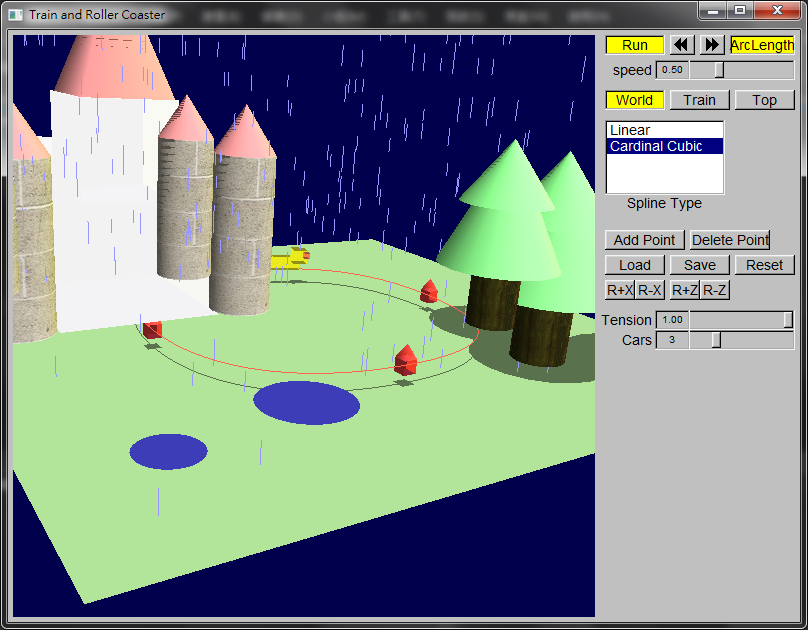 Train and Roller Coaster
Run
ArcLength
speed 0.50
World Train Top
Linear
Cardinal Cubic
Spline Type
Add Point Delete Point
Load Save Reset
R+X R-X R+Z R-Z
Tension 1.00
Cars 3